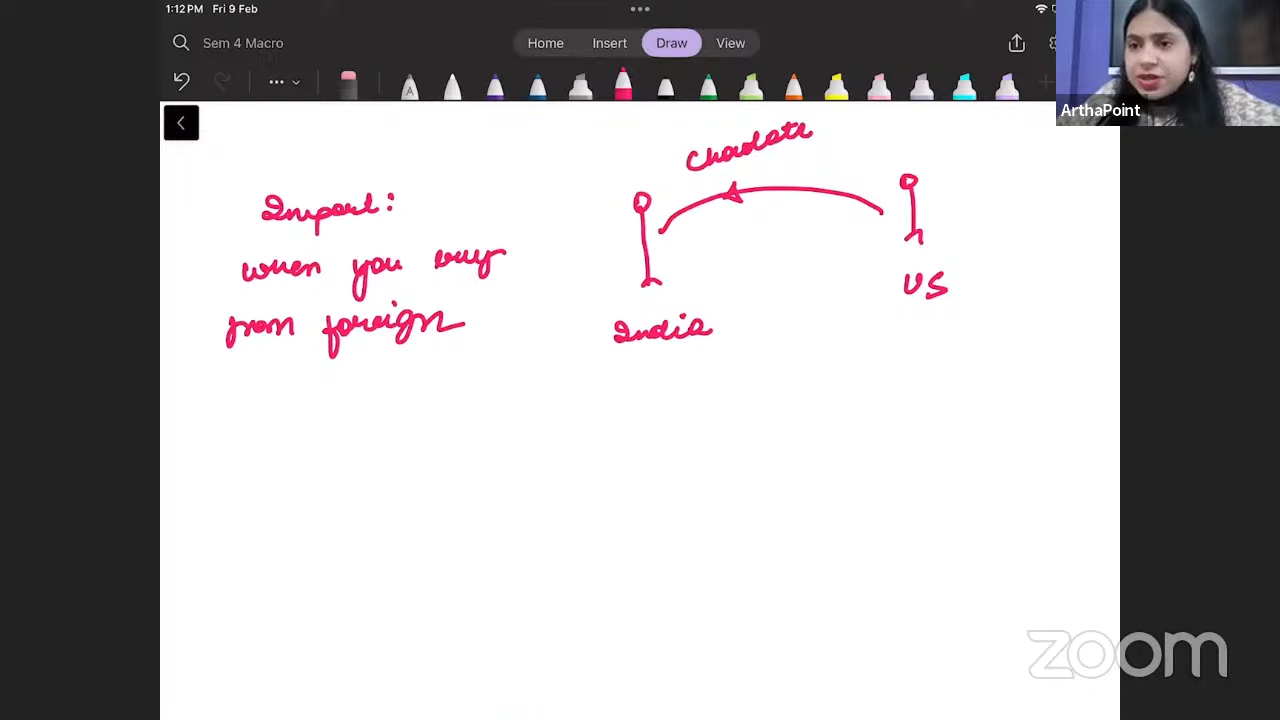 1:12 PM Fri 9 Feb
Sem 4 Macro
Home Insert Draw View
A
ArthaPoint
Chocolate
Import:
when you buy
from foreign
US
India
zoom